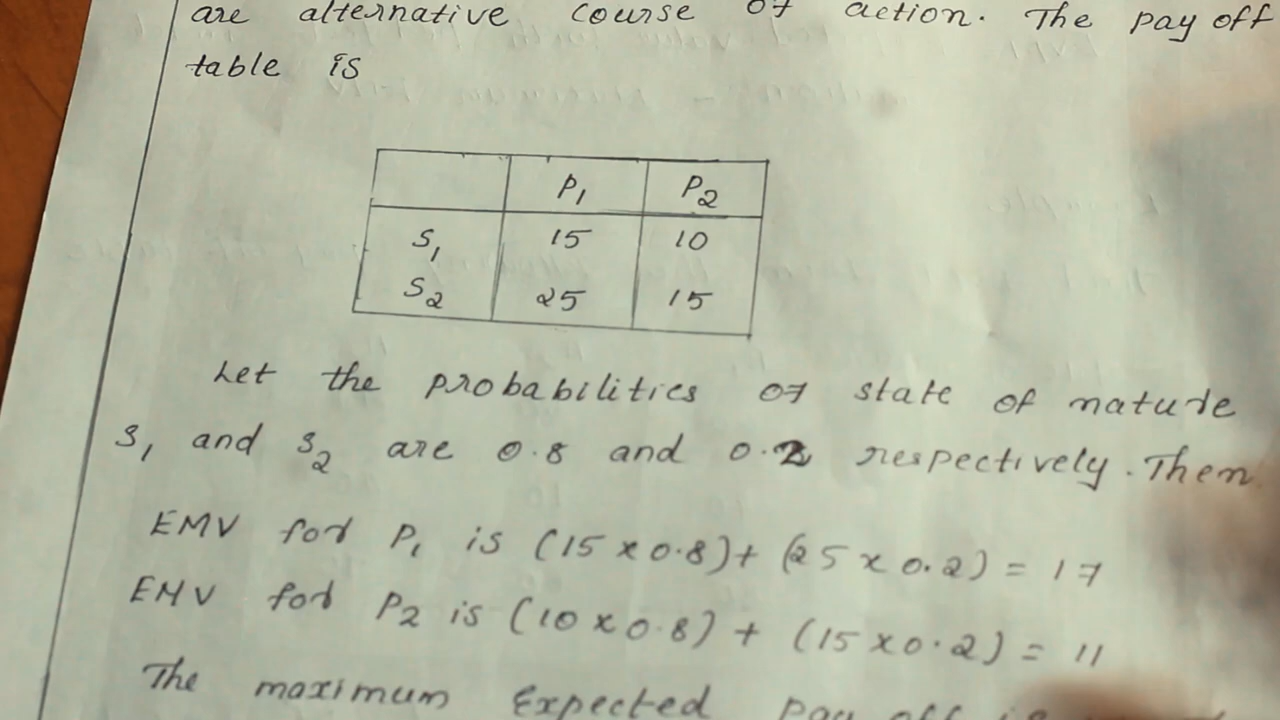 are alternative course of action. The pay off
table is
P1 P2
S1 15 10
S2 25 15
Let the probabilities of state of nature
S1 and S2 are 0.8 and 0.2 respectively. Then
EMV for P1 is (15 x 0.8) + (25 x 0.2) = 17
EMV for P2 is (10 x 0.8) + (15 x 0.2) = 11
The maximum Expected pay off is